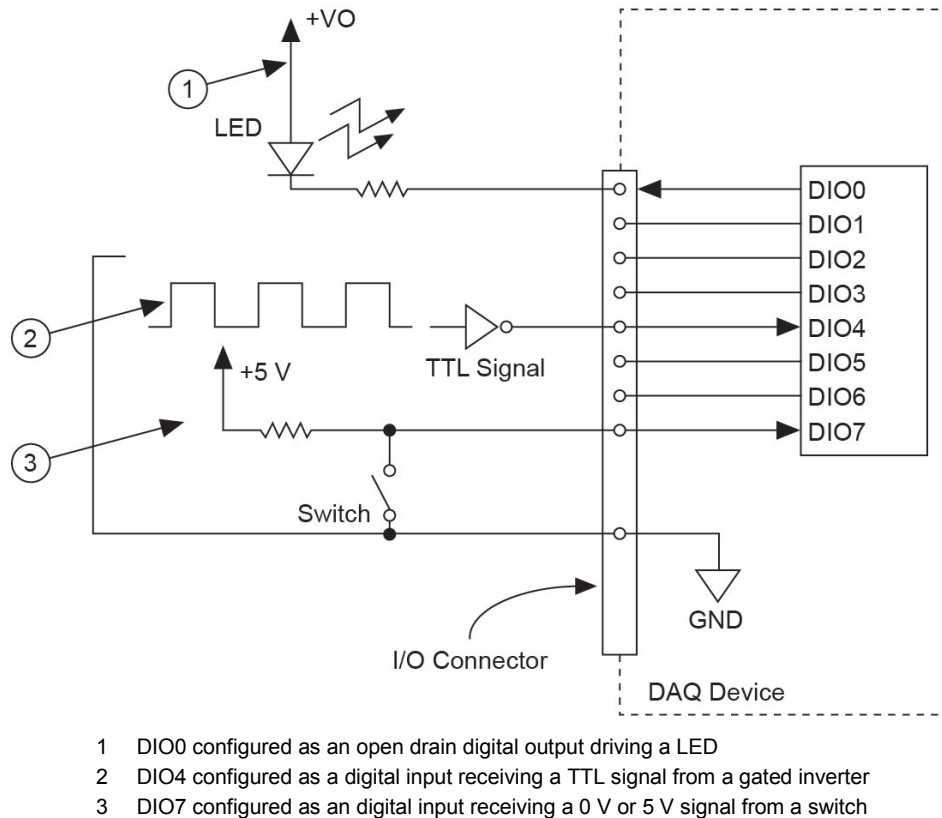 +VO
1
LED
DIO0
DIO1
DIO2
DIO3
DIO4
2
TTL Signal
DIO5
+5 V
DIO6
DIO7
3
Switch
GND
I/O Connector
DAQ Device
1 DIO0 configured as an open drain digital output driving a LED
2 DIO4 configured as a digital input receiving a TTL signal from a gated inverter
3 DIO7 configured as an digital input receiving a 0 V or 5 V signal from a switch